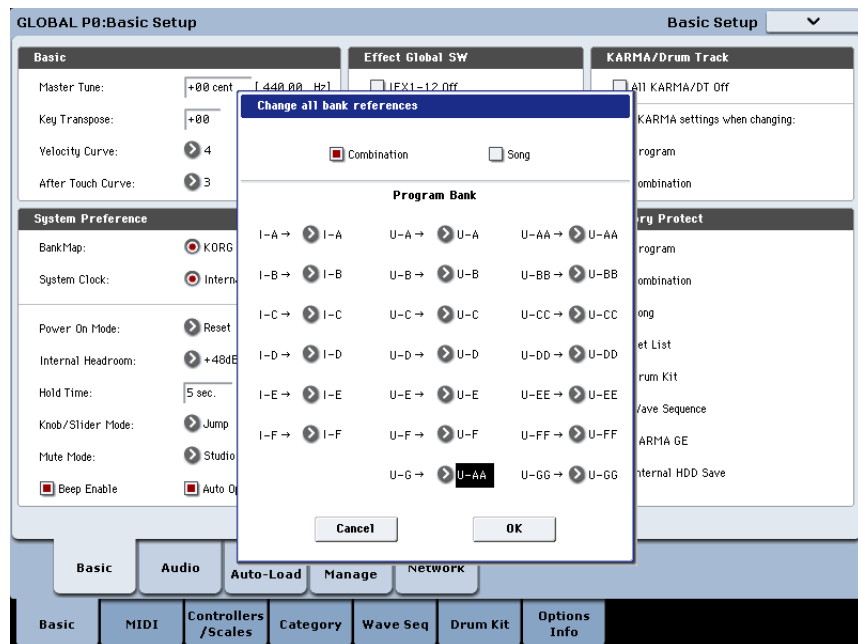 GLOBAL P0:Basic Setup
Basic Setup
Basic
Effect Global SW
KARMA/Drum Track
Master Tune:
+00 cent
[ 440.00 Hz]
IFX1-12 Off
All KARMA/DT Off
Change all bank references
Key Transpose:
+00
KARMA settings when changing:
Velocity Curve:
4
Combination
Song
rogram
After Touch Curve:
3
ombination
Program Bank
System Preference
ry Protect
I-A→ I-A
U-A→ U-A
U-AA→ U-AA
BankMap:
KORG
rogram
I-B→ I-B
U-B→ U-B
U-BB→ U-BB
System Clock:
Intern
ombination
I-C→ I-C
U-C→ U-C
U-CC→ U-CC
ong
Power On Mode:
Reset
I-D→ I-D
U-D→ U-D
U-DD→ U-DD
et List
Internal Headroom:
+48dB
rum Kit
Hold Time:
5 sec.
I-E→ I-E
U-E→ U-E
U-EE→ U-EE
Wave Sequence
Knob/Slider Mode:
Jump
I-F→ I-F
U-F→ U-F
U-FF→ U-FF
ARMA GE
Mute Mode:
Studio
U-G→ U-AA
U-GG→ U-GG
nternal HDD Save
Beep Enable
Auto Op
Cancel
OK
Basic
Audio
Auto-Load
Manage
Network
Basic
MIDI
Controllers
/Scales
Category
Wave Seq
Drum Kit
Options
Info